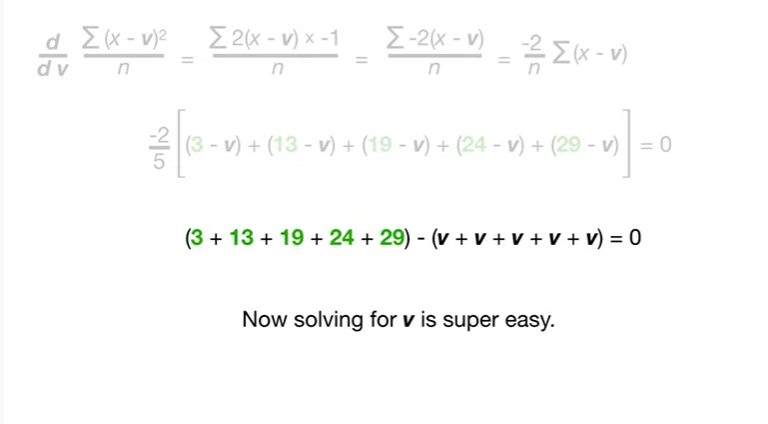 d/dv Σ(x - v)²/n = Σ2(x - v) × -1/n = Σ-2(x - v)/n = -2/n Σ(x - v)
-2/5 [(3 - v) + (13 - v) + (19 - v) + (24 - v) + (29 - v)] = 0
(3 + 13 + 19 + 24 + 29) - (v + v + v + v + v) = 0
Now solving for v is super easy.